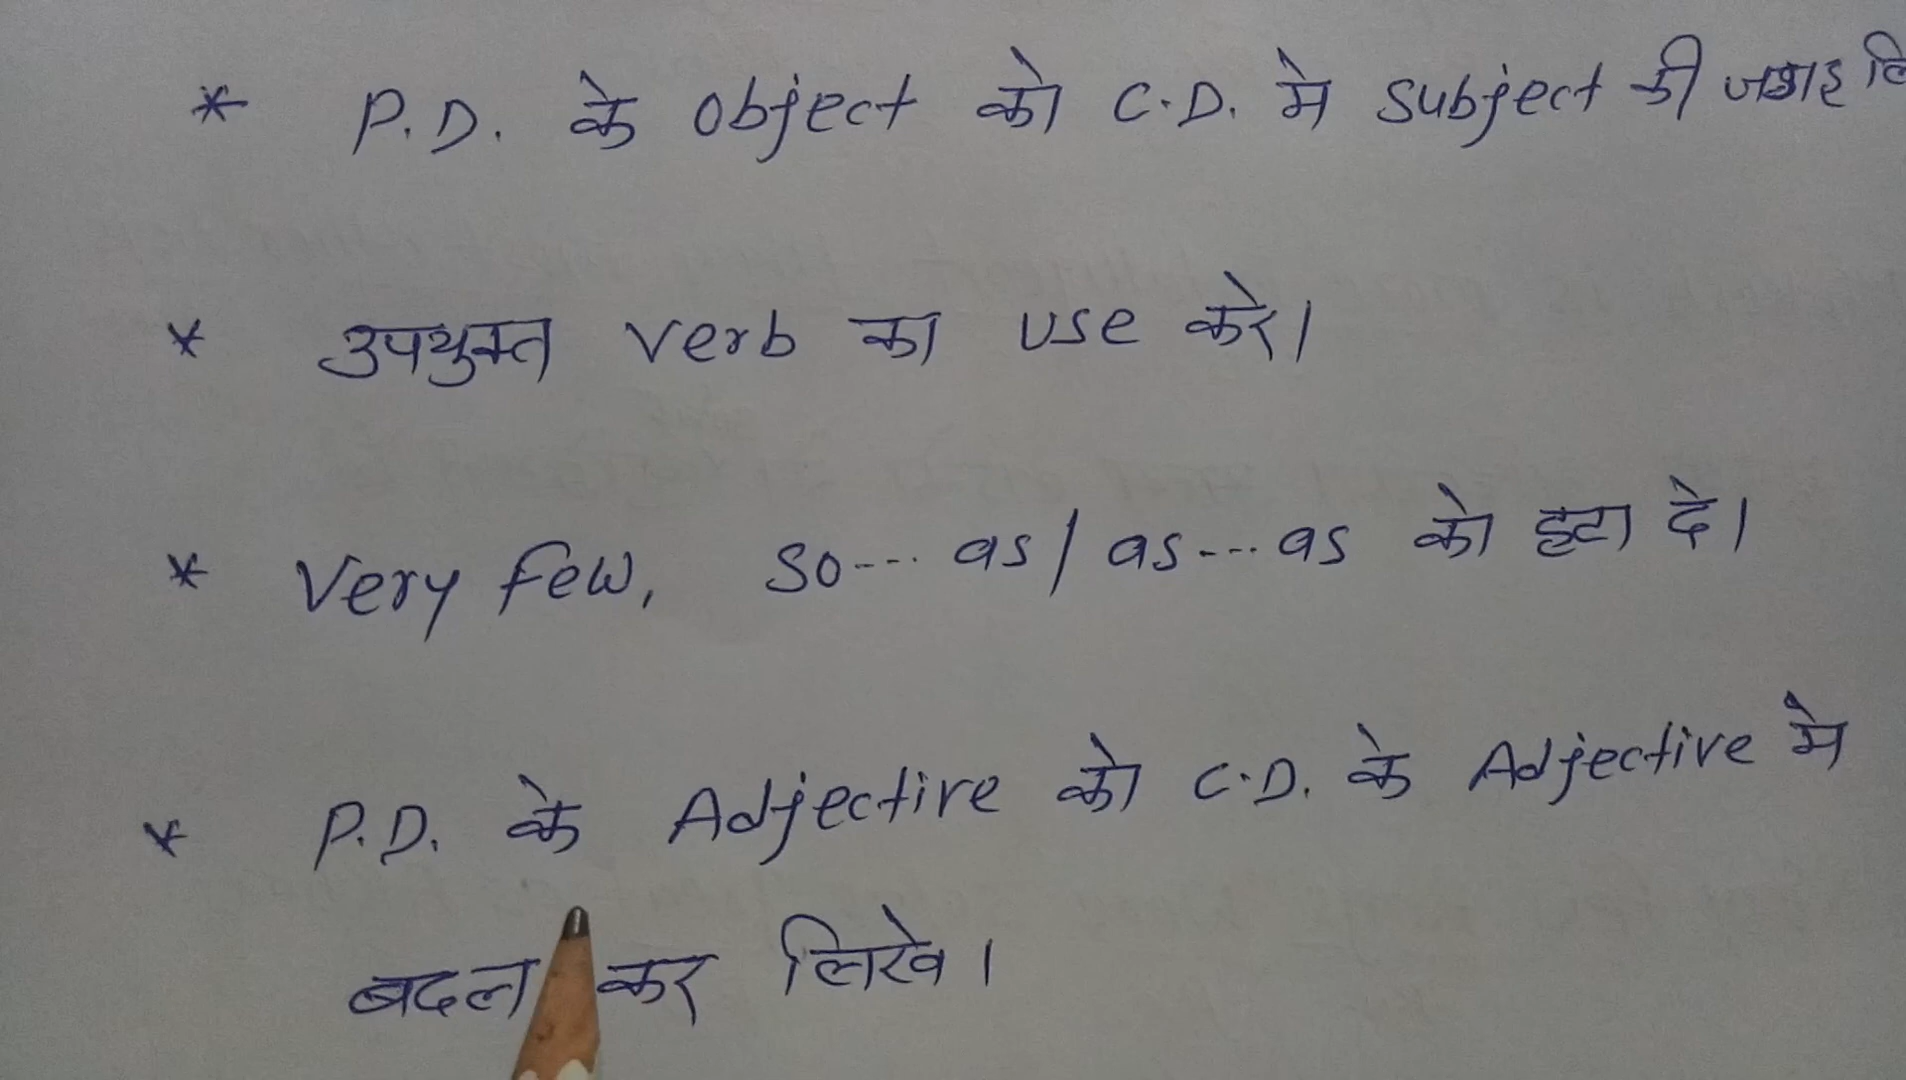 * P.D. के object को C.D. मे subject की जगह लि
* उपयुक्त verb का use करे।
* Very few, so--- as / as--- as को हटा दे।
* P.D. के Adjective को C.D. के Adjective मे
बदल कर लिखे।